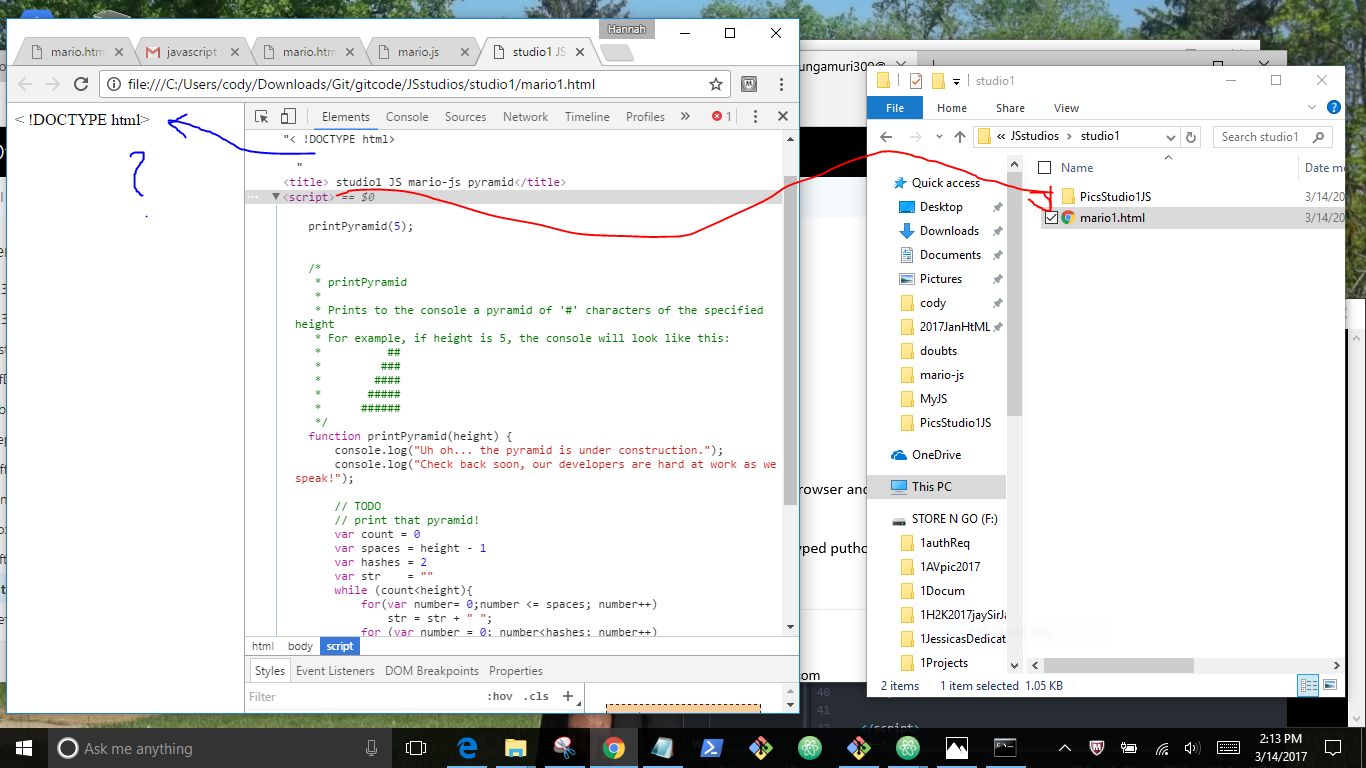 Hannah
mario.htm
javascript
mario.htm
mario.js
studio1 JS
file:///C:/Users/cody/Downloads/Git/gitcode/JSstudios/studio1/mario1.html
< !DOCTYPE html>
?
Elements Console Sources Network Timeline Profiles » 1
"< !DOCTYPE html>
"
<title> studio1 JS mario-js pyramid</title>
<script> == $0
printPyramid(5);
/*
* printPyramid
*
* Prints to the console a pyramid of '#' characters of the specified
height
* For example, if height is 5, the console will look like this:
* ##
* ###
* ####
* #####
* ######
*/
function printPyramid(height) {
console.log("Uh oh... the pyramid is under construction.");
console.log("Check back soon, our developers are hard at work as we
speak!");
// TODO
// print that pyramid!
var count = 0
var spaces = height - 1
var hashes = 2
var str = ""
while (count<height){
for(var number= 0;number <= spaces; number++)
str = str + " ";
for (var number = 0; number<hashes; number++)
html body script
Styles Event Listeners DOM Breakpoints Properties
Filter :hov .cls +
ungamuri309@
studio1
File Home Share View
« JSstudios > studio1
Search studio1
Name Date mo
PicsStudio1JS 3/14/20
mario1.html 3/14/20
Quick access
Desktop
Downloads
Documents
Pictures
cody
2017JanHtML
doubts
mario-js
MyJS
PicsStudio1JS
OneDrive
This PC
STORE N GO (F:)
1authReq
1AVpic2017
1Docum
1H2K2017jaySirJa
1JessicasDedicat
1Projects
2 items 1 item selected 1.05 KB
rowser and
yped putho
com
40
41
</script>
Ask me anything
2:13 PM
3/14/2017